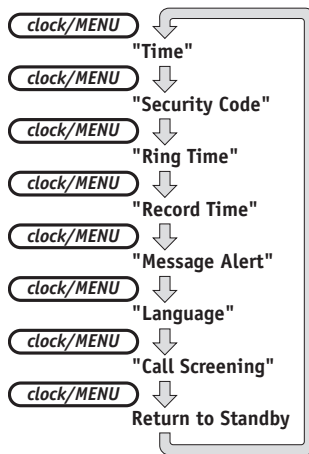 clock/MENU
"Time"
clock/MENU
"Security Code"
clock/MENU
"Ring Time"
clock/MENU
"Record Time"
clock/MENU
"Message Alert"
clock/MENU
"Language"
clock/MENU
"Call Screening"
clock/MENU
Return to Standby